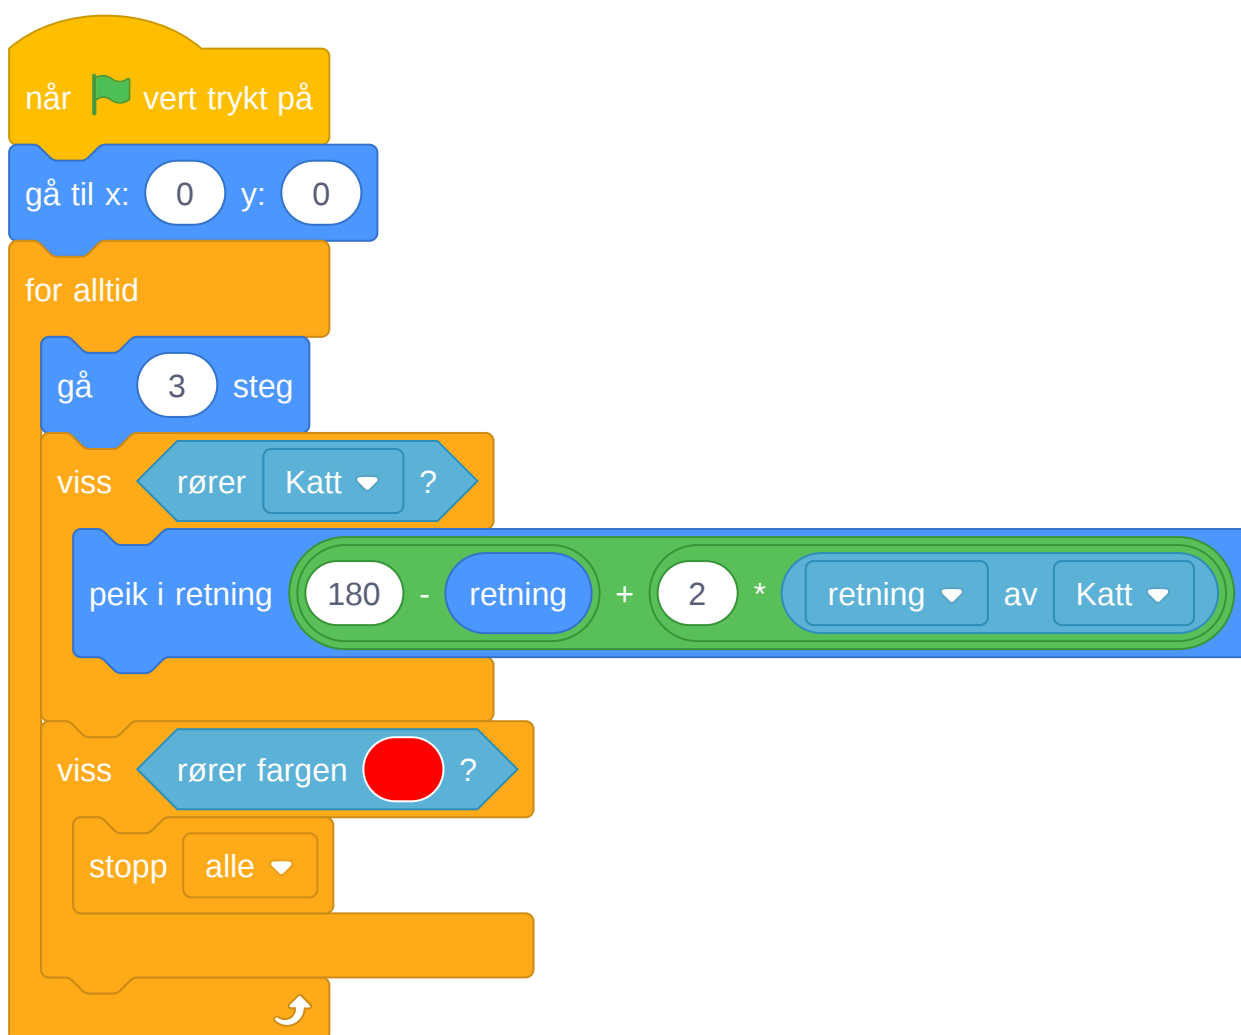 når vert trykt på
gå til x: 0 y: 0
for alltid
gå 3 steg
viss rører Katt ?
peik i retning 180 - retning + 2 * retning av Katt
viss rører fargen ?
stopp alle